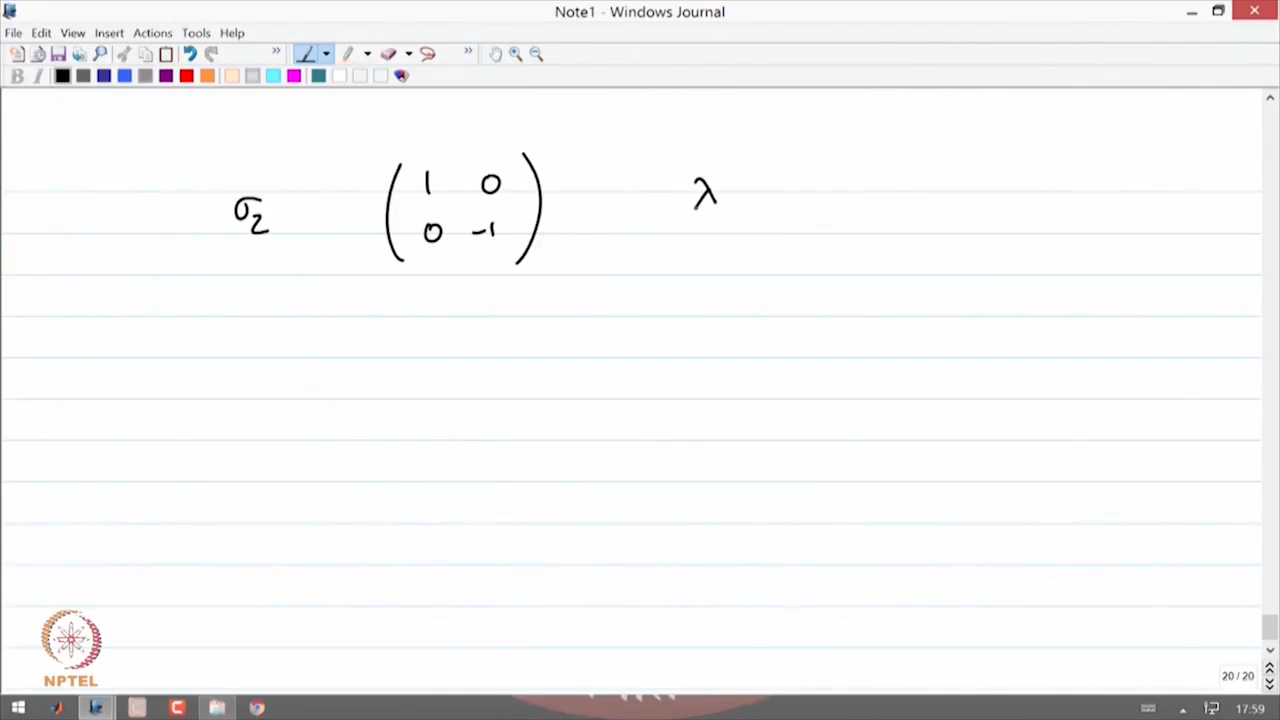 Note1 - Windows Journal
File Edit View Insert Actions Tools Help
σz ( 1 0 ) λ
( 0 -1 )
NPTEL
20 / 20
17:59